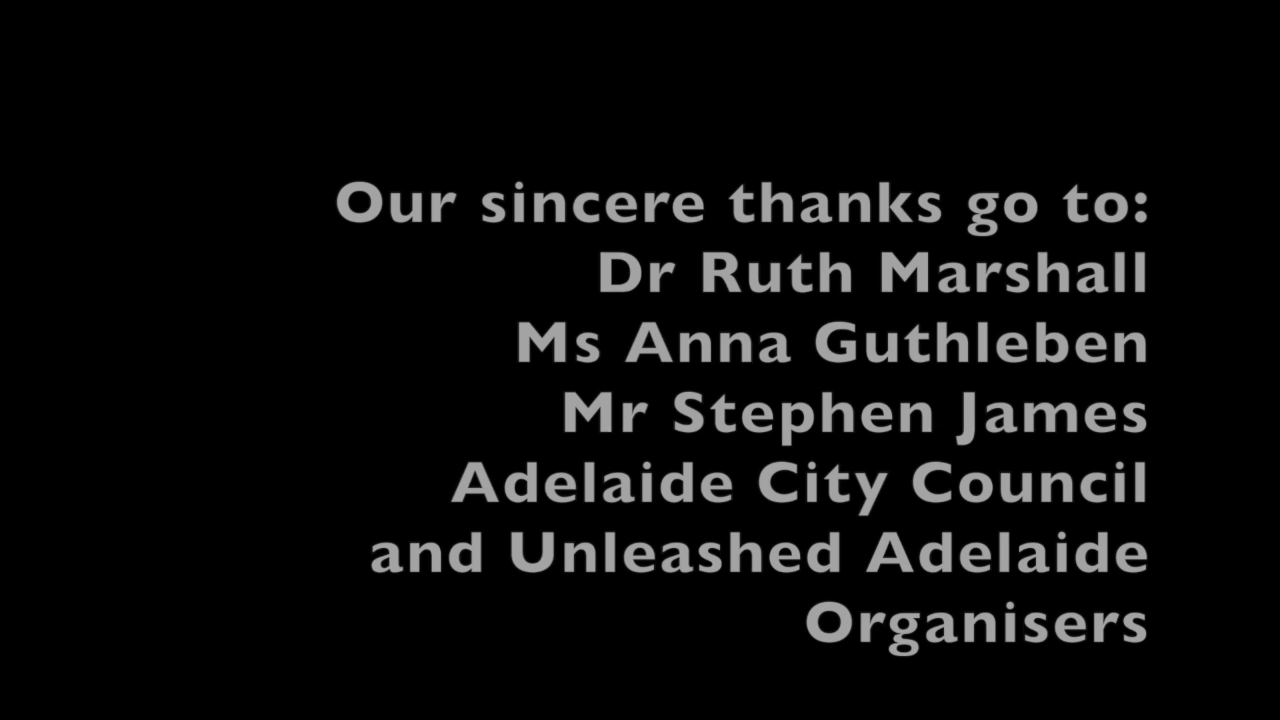 Our sincere thanks go to:
Dr Ruth Marshall
Ms Anna Guthleben
Mr Stephen James
Adelaide City Council
and Unleashed Adelaide
Organisers